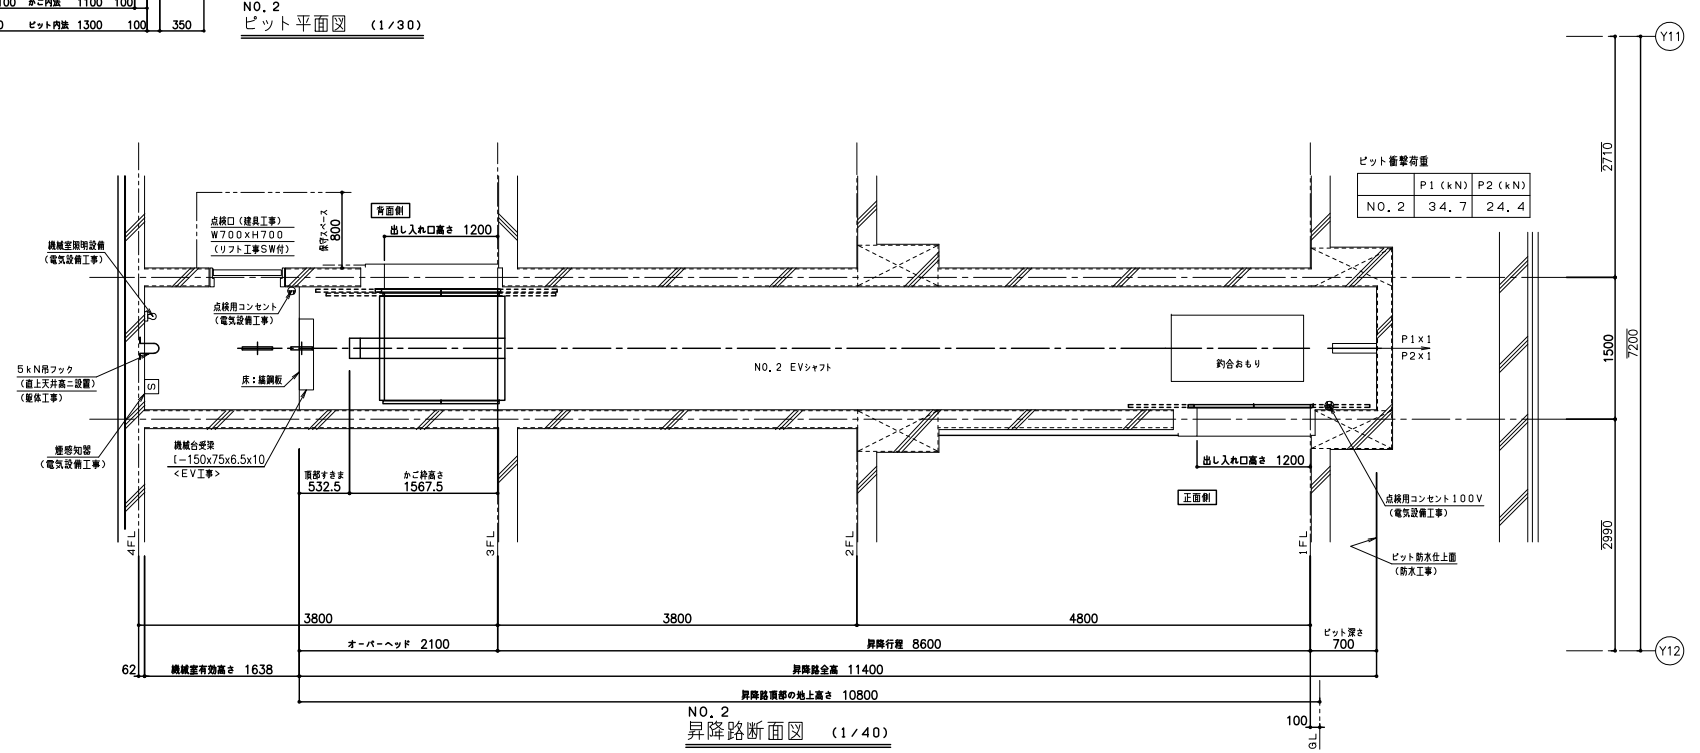 100 かご内法 1100 100
0 ピット内法 1300 100 350
NO.2
ピット平面図 (1/30)
Y11
ピット衝撃荷重
P1(kN) P2(kN)
NO.2 34.7 24.4
2710
1500
7200
2990
Y12
背面側
出し入れ口高さ 1200
保守スペース
800
点検口(建具工事)
W700×H700
(リフト工事SW付)
機械室照明設備
(電気設備工事)
点検用コンセント
(電気設備工事)
5kN吊フック
(直上天井高ニ設置)
(躯体工事)
S
床:縞鋼板
NO.2 EVシャフト
釣合おもり
P1×1
P2×1
煙感知器
(電気設備工事)
機械台受梁
[-150x75x6.5x10
<EV工事>
頂部すきま
532.5
かご枠高さ
1567.5
出し入れ口高さ 1200
正面側
点検用コンセント100V
(電気設備工事)
ピット防水仕上面
(防水工事)
4FL
3FL
2FL
1FL
3800
3800
4800
オーバーヘッド 2100
昇降行程 8600
ピット深さ
700
62
機械室有効高さ 1638
昇降路全高 11400
昇降路頂部の地上高さ 10800
100
GL
NO.2
昇降路断面図 (1/40)